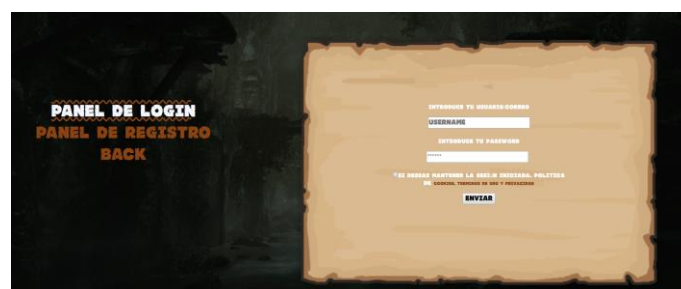 PANEL DE LOGIN
PANEL DE REGISTRO
BACK
INTRODUCE TU USUARIO/CORREO
USERNAME
INTRODUCE TU PASSWORD
*****
*SI DESEAS MANTENER LA INICIADA. POLITICA
DE COOKIES, TERMINOS DE USO Y PRIVACIDAD
ENVIAR